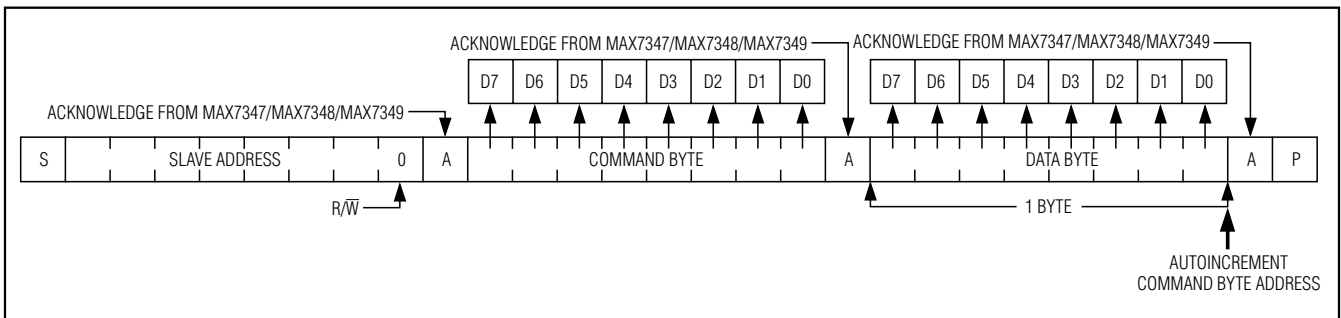 ACKNOWLEDGE FROM MAX7347/MAX7348/MAX7349 ACKNOWLEDGE FROM MAX7347/MAX7348/MAX7349
D7 D6 D5 D4 D3 D2 D1 D0 D7 D6 D5 D4 D3 D2 D1 D0
ACKNOWLEDGE FROM MAX7347/MAX7348/MAX7349
S SLAVE ADDRESS 0 A COMMAND BYTE A DATA BYTE A P
R/W̅ 1 BYTE
AUTOINCREMENT
COMMAND BYTE ADDRESS